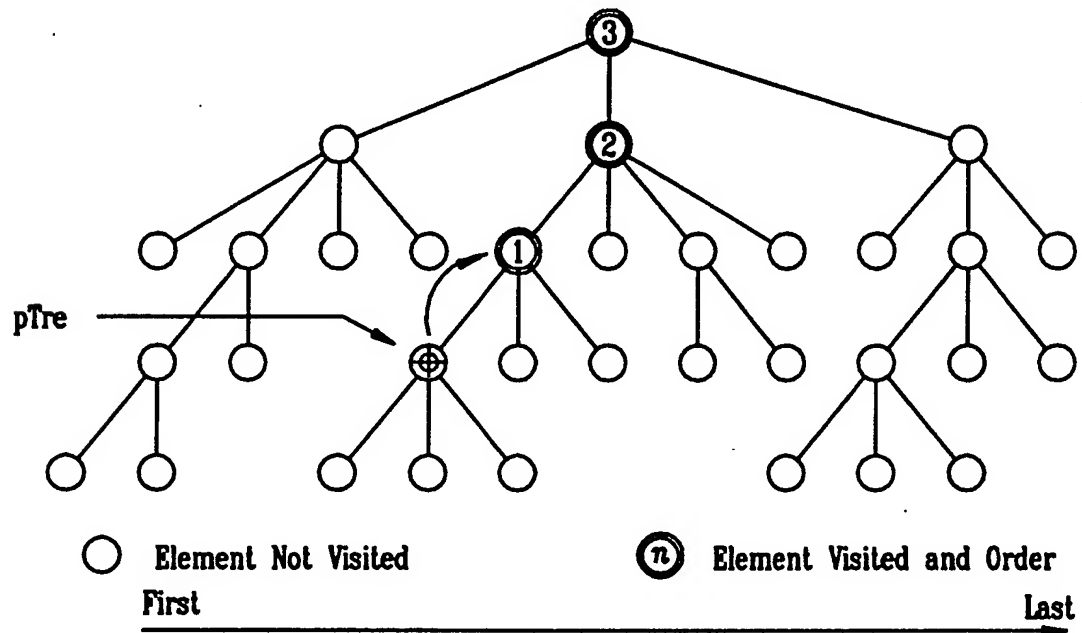 3
2
1
pTre
Element Not Visited
n Element Visited and Order
First
Last